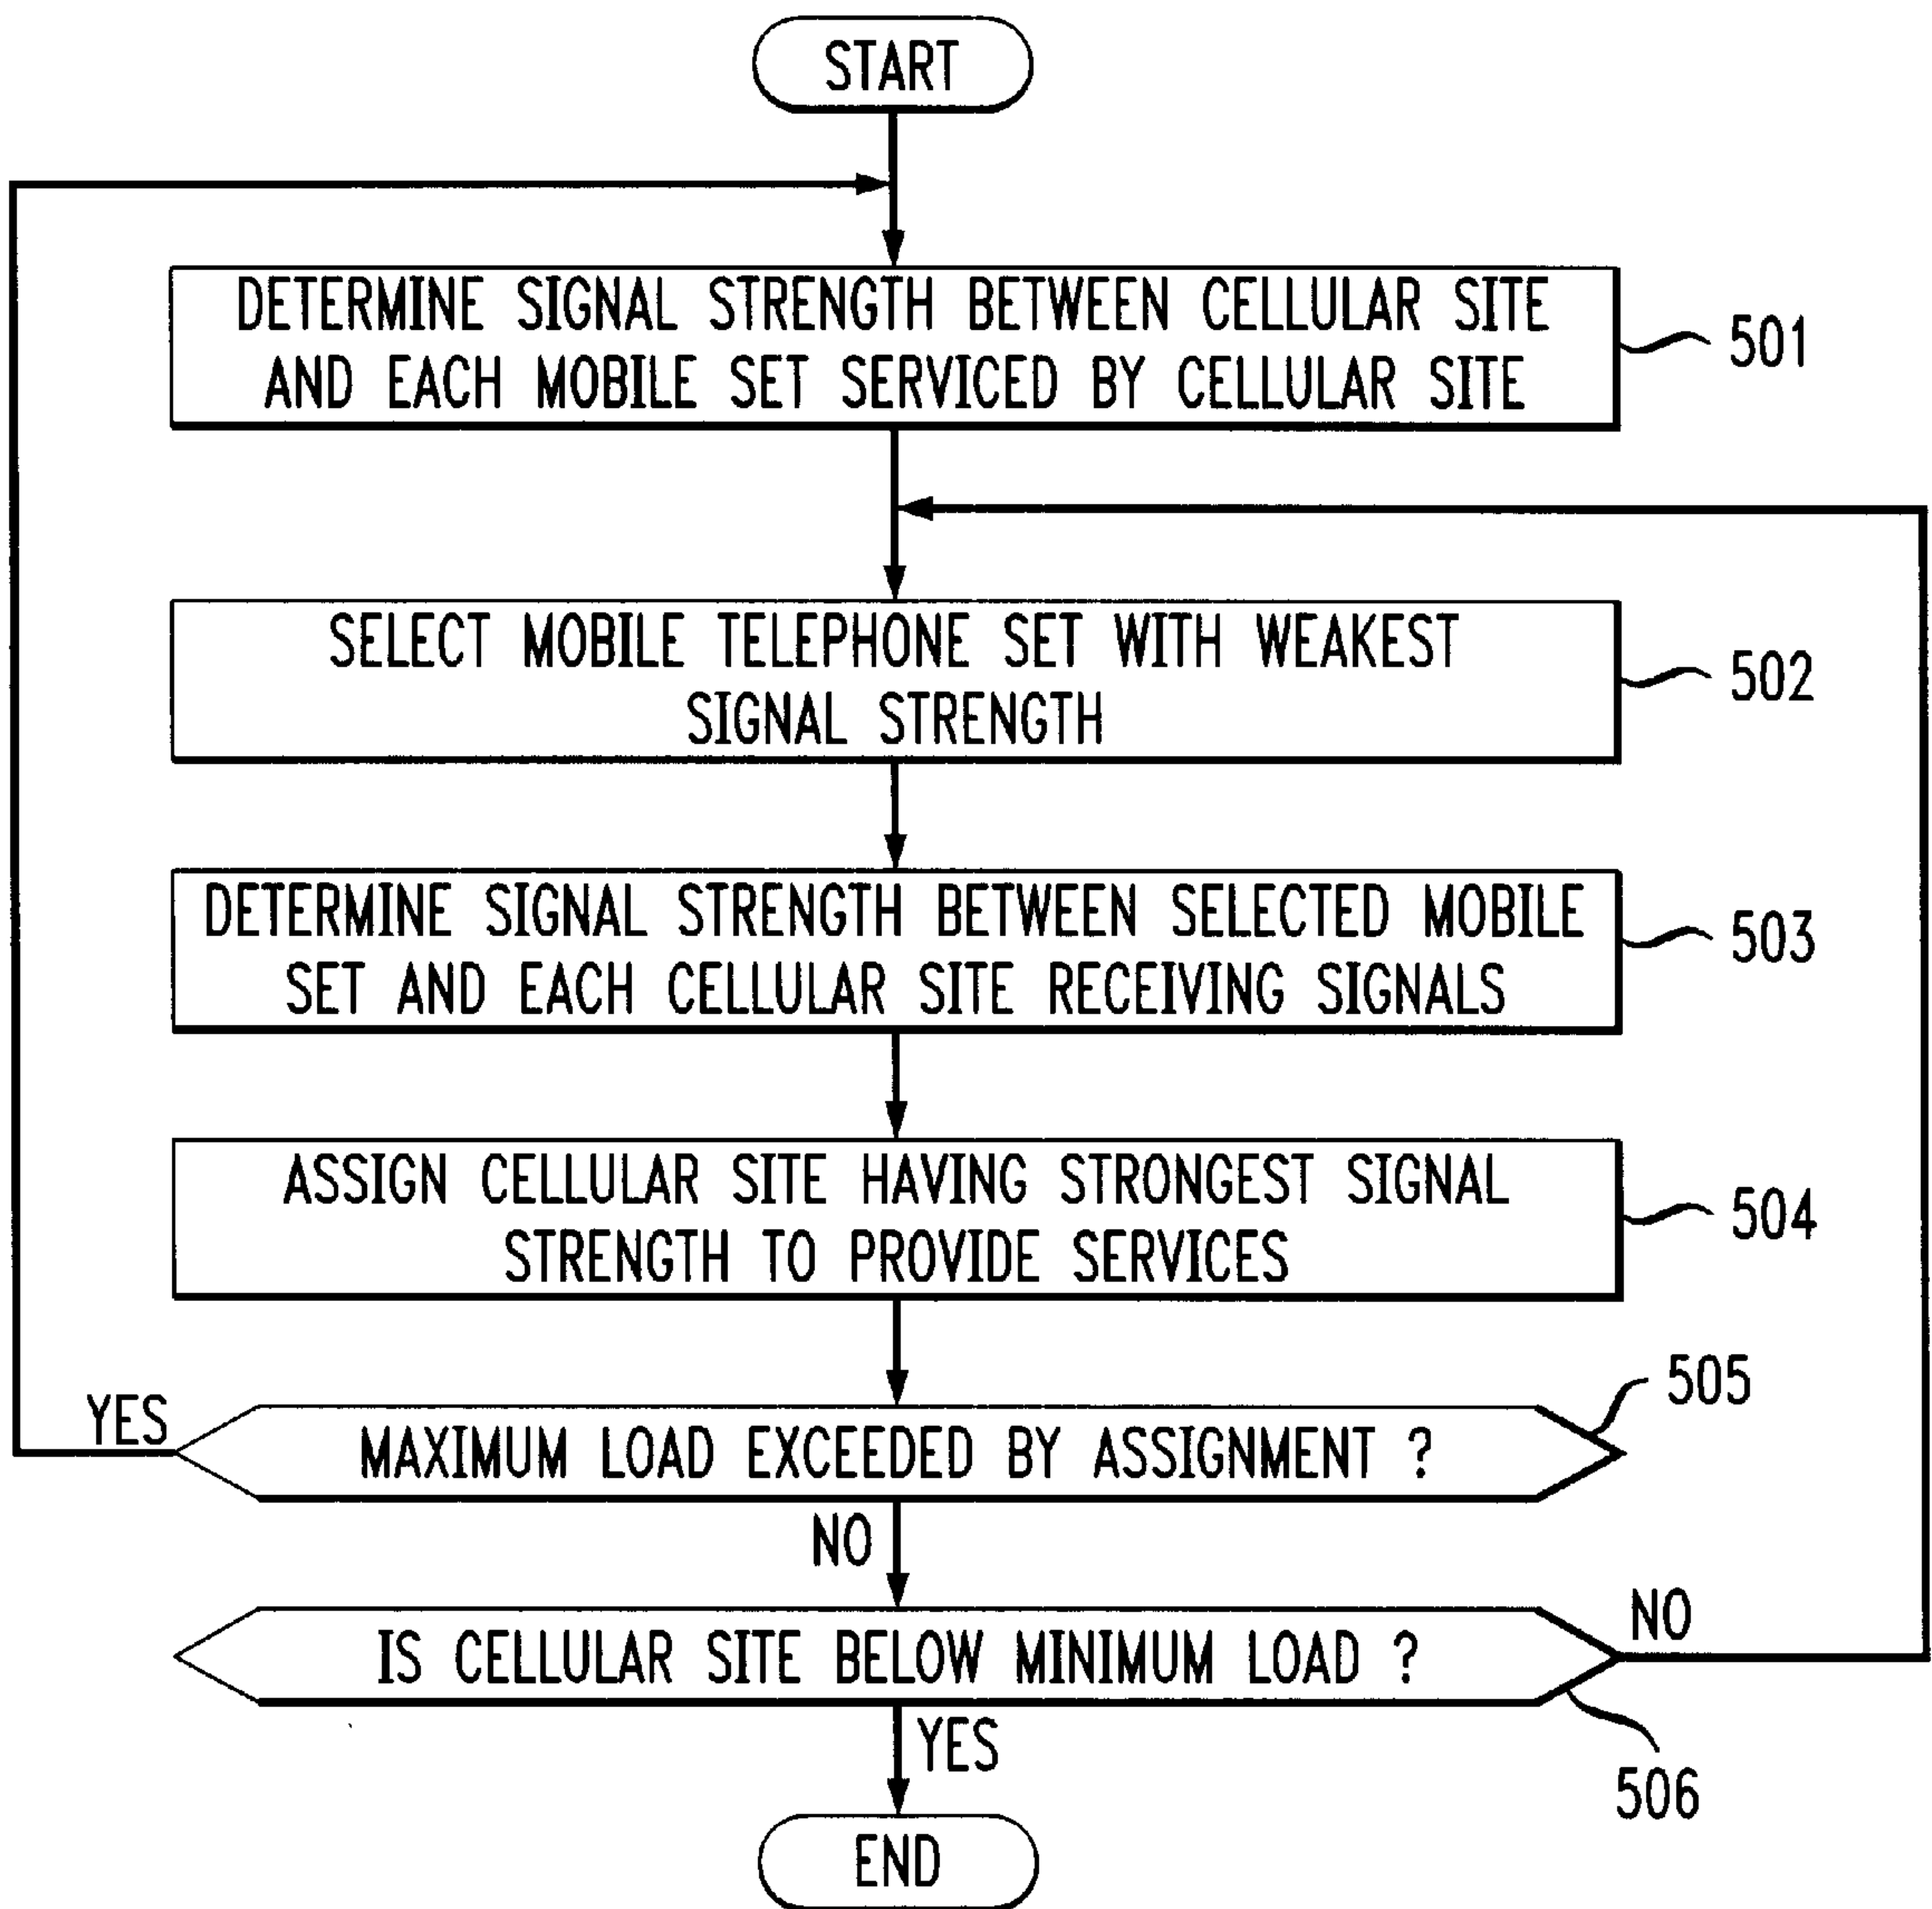 START
DETERMINE SIGNAL STRENGTH BETWEEN CELLULAR SITE
AND EACH MOBILE SET SERVICED BY CELLULAR SITE
501
SELECT MOBILE TELEPHONE SET WITH WEAKEST
SIGNAL STRENGTH
502
DETERMINE SIGNAL STRENGTH BETWEEN SELECTED MOBILE
SET AND EACH CELLULAR SITE RECEIVING SIGNALS
503
ASSIGN CELLULAR SITE HAVING STRONGEST SIGNAL
STRENGTH TO PROVIDE SERVICES
504
505
YES
MAXIMUM LOAD EXCEEDED BY ASSIGNMENT ?
NO
IS CELLULAR SITE BELOW MINIMUM LOAD ?
NO
YES
506
END